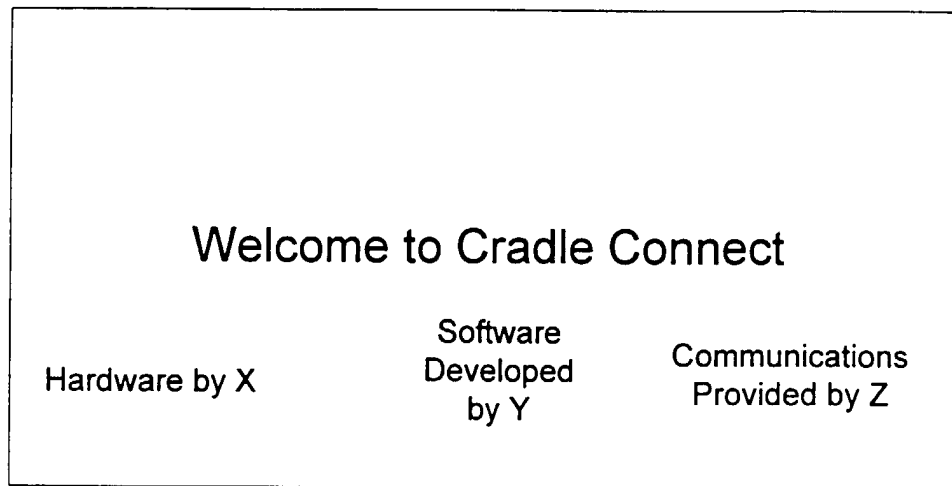 Welcome to Cradle Connect
Hardware by X
Software
Developed
by Y
Communications
Provided by Z